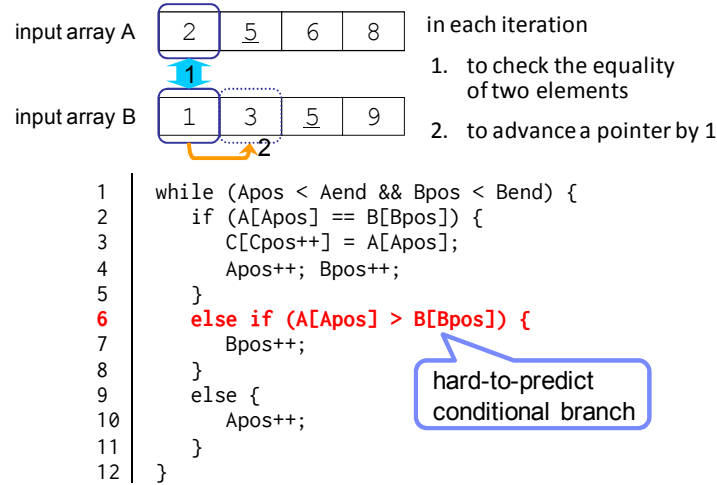 input array A 2 5 6 8
1
input array B 1 3 5 9
2
in each iteration
1. to check the equality
of two elements
2. to advance a pointer by 1
1 while (Apos < Aend && Bpos < Bend) {
2 if (A[Apos] == B[Bpos]) {
3 C[Cpos++] = A[Apos];
4 Apos++; Bpos++;
5 }
6 else if (A[Apos] > B[Bpos]) {
7 Bpos++;
8 }
9 else {
10 Apos++;
11 }
12 }
hard-to-predict
conditional branch